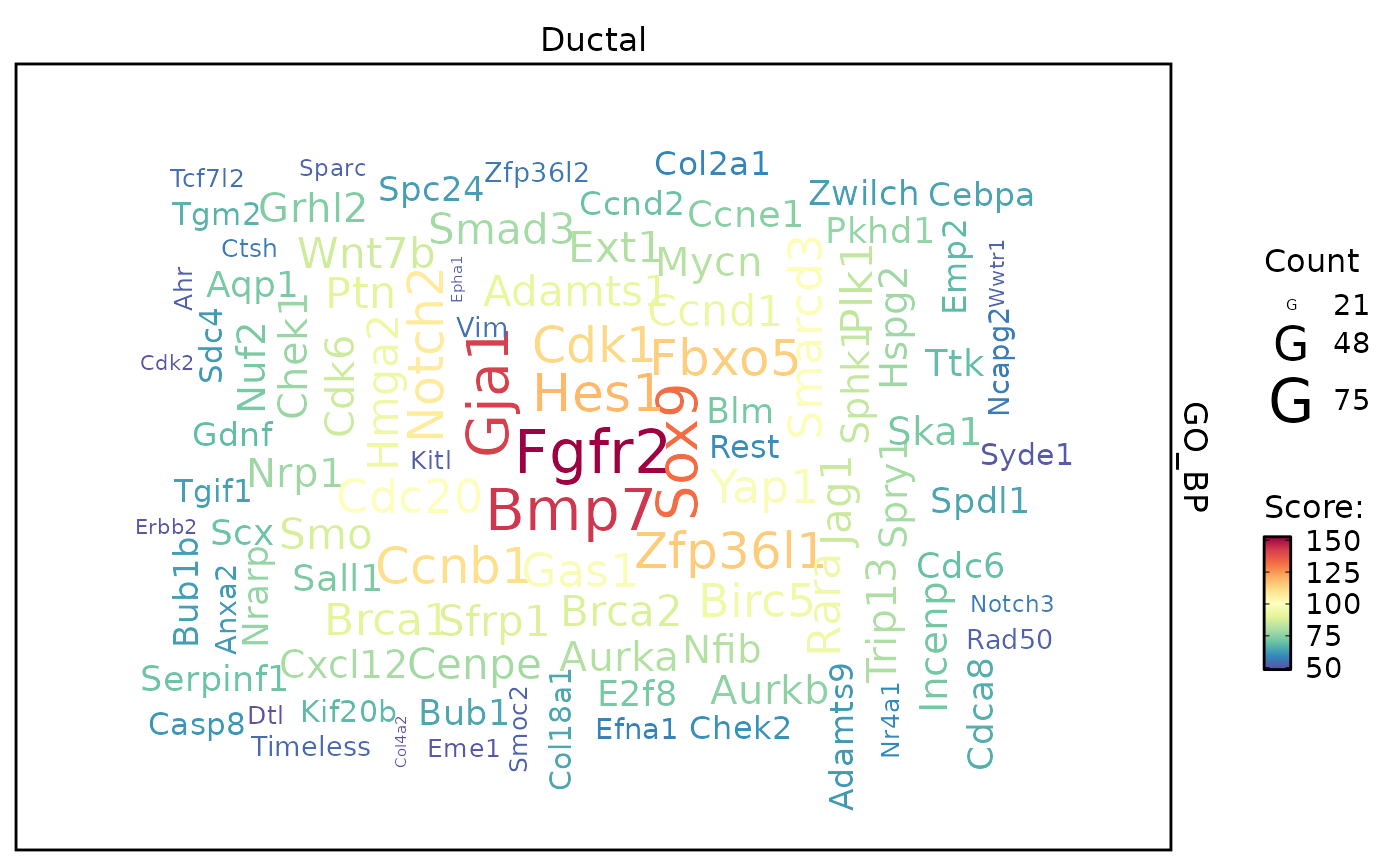 Ductal
Tcf7l2
Sparc
Zfp36l2
Col2a1
Spc24
Zwilch
Cebpa
Tgm2
Grhl2
Ccnd2
Ccne1
Smad3
Pkhd1
Ctsh
Wnt7b
Ext1
Mycn
Emp2
Wwtr1
Ahr
Aqp1
Ptn
Notch2
Epha1
Adamts1
Ccnd1
Smarcd3
Plk1
Hspg2
Sdc4
Nuf2
Chek1
Cdk6
Hmga2
Vim
Cdk1
Fbxo5
Sphk1
Ttk
Ncapg2
Cdk2
Gja1
Hes1
Sox9
Blm
Gdnf
Kitl
Fgfr2
Rest
Ska1
Syde1
Nrp1
Cdc20
Bmp7
Yap1
Jag1
Spry1
Spdl1
Tgif1
Erbb2
Scx
Smo
Ccnb1
Gas1
Zfp36l1
Cdc6
Bub1b
Anxa2
Nrarp
Sall1
Brca1
Sfrp1
Brca2
Birc5
Rara
Trip13
Incenp
Notch3
Rad50
Serpinf1
Cxcl12
Cenpe
Aurka
Nfib
Casp8
Dtl
Kif20b
Col4a2
Bub1
Smoc2
Col18a1
E2f8
Aurkb
Adamts9
Nr4a1
Cdca8
Timeless
Eme1
Efna1
Chek2
GO_BP
Count
G 21
G 48
G 75
Score:
150
125
100
75
50